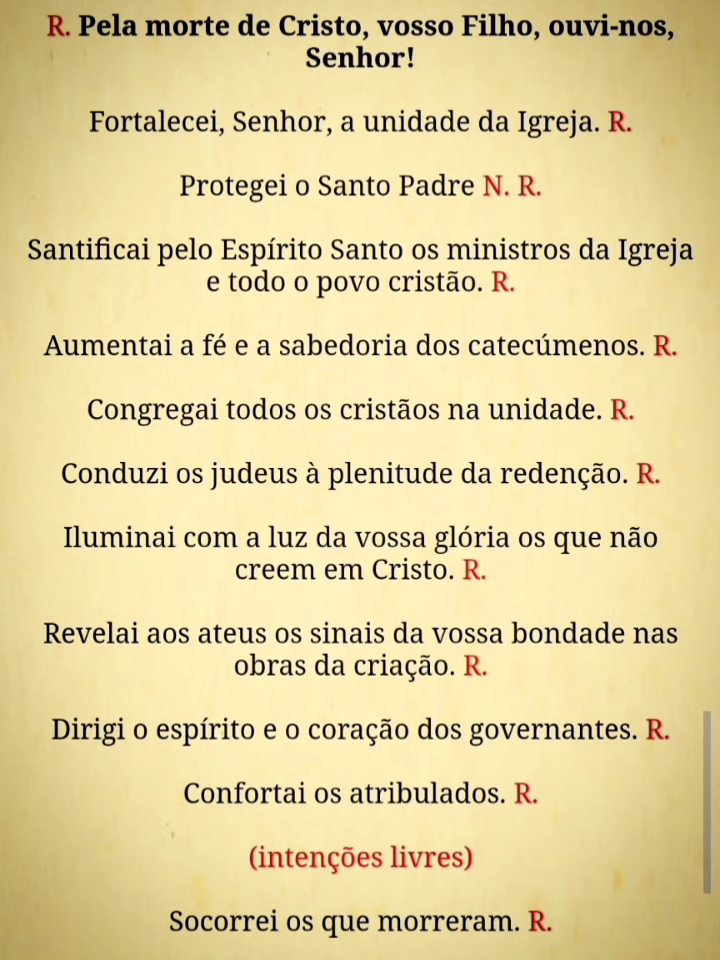 R. Pela morte de Cristo, vosso Filho, ouvi-nos,
Senhor!
Fortalecei, Senhor, a unidade da Igreja. R.
Protegei o Santo Padre N. R.
Santificai pelo Espírito Santo os ministros da Igreja
e todo o povo cristão. R.
Aumentai a fé e a sabedoria dos catecúmenos. R.
Congregai todos os cristãos na unidade. R.
Conduzi os judeus à plenitude da redenção. R.
Iluminai com a luz da vossa glória os que não
creem em Cristo. R.
Revelai aos ateus os sinais da vossa bondade nas
obras da criação. R.
Dirigi o espírito e o coração dos governantes. R.
Confortai os atribulados. R.
(intenções livres)
Socorrei os que morreram. R.